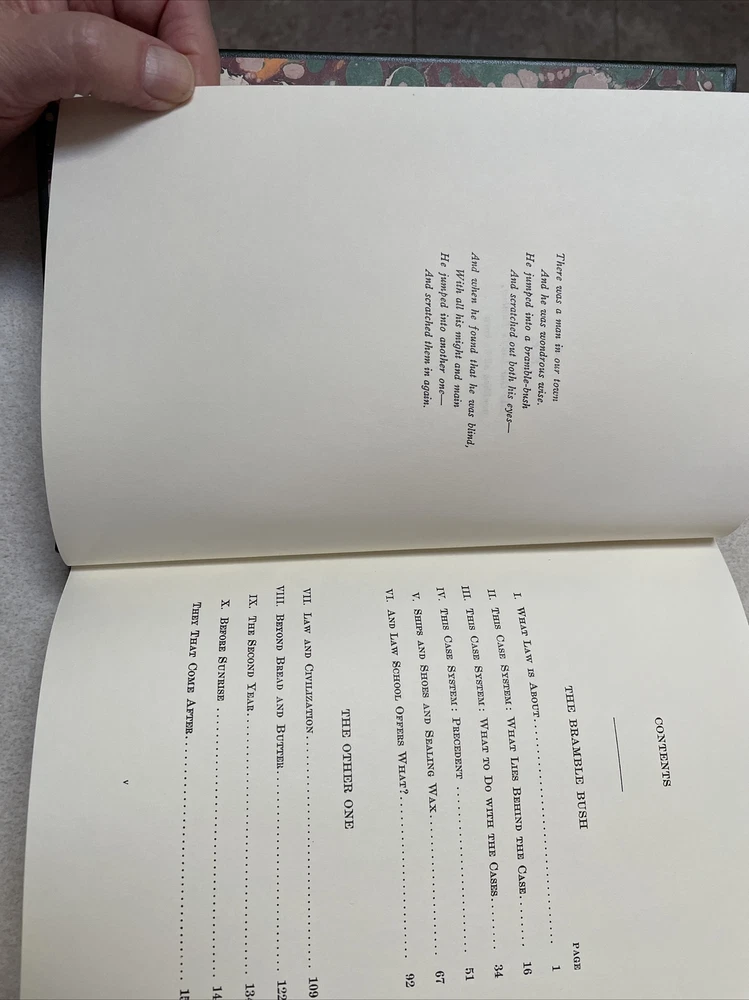 There was a man in our town
And he was wondrous wise.
He jumped into a bramble-bush
And scratched out both his eyes—
And when he found that he was blind,
With all his might and main
He jumped into another one—
And scratched them in again.
CONTENTS
THE BRAMBLE BUSH
PAGE
I. What Law is About 1
II. This Case System: What Lies Behind the Case 16
III. This Case System: What to Do with the Cases 34
IV. This Case System: Precedent 51
V. Ships and Shoes and Sealing Wax 67
VI. And Law School Offers What? 92
THE OTHER ONE
VII. Law and Civilization 109
VIII. Beyond Bread and Butter 122
IX. The Second Year
X. Before Sunrise
They That Come After
v